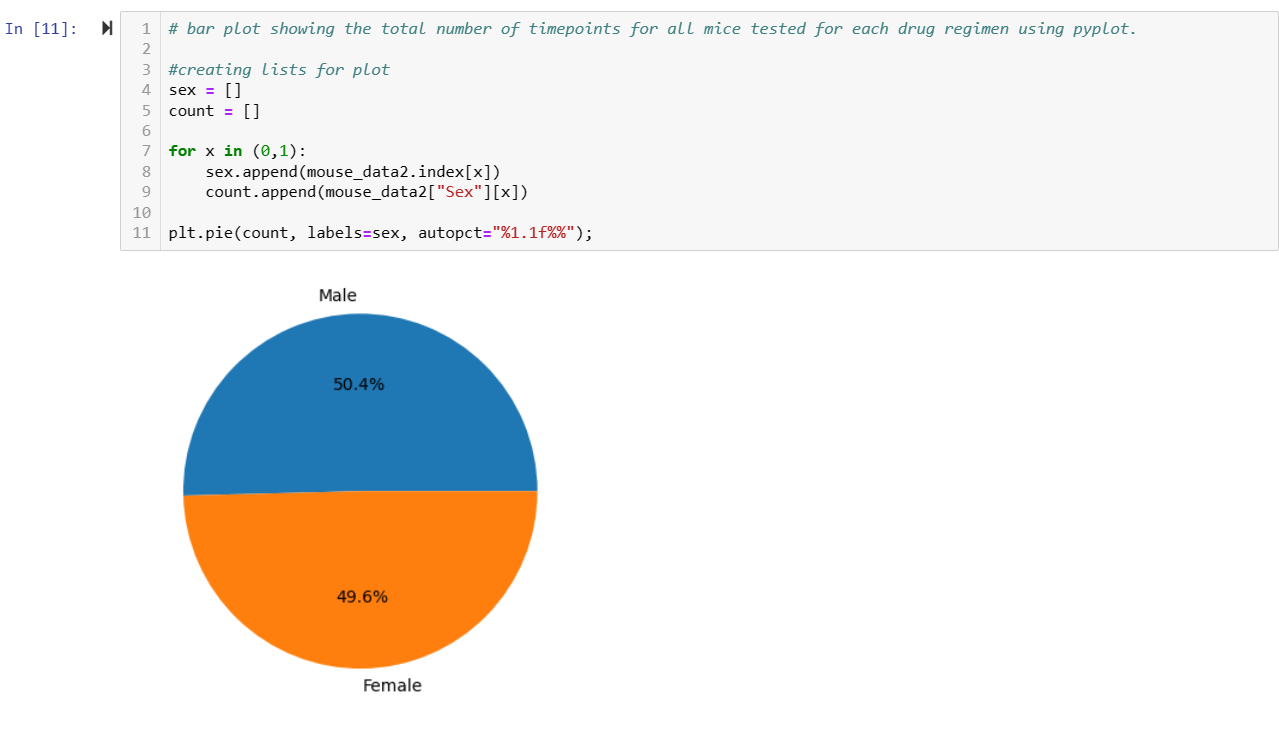 In [11]:
1 # bar plot showing the total number of timepoints for all mice tested for each drug regimen using pyplot.
2
3 #creating lists for plot
4 sex = []
5 count = []
6
7 for x in (0,1):
8     sex.append(mouse_data2.index[x])
9     count.append(mouse_data2["Sex"][x])
10
11 plt.pie(count, labels=sex, autopct="%1.1f%%");
Male
50.4%
49.6%
Female